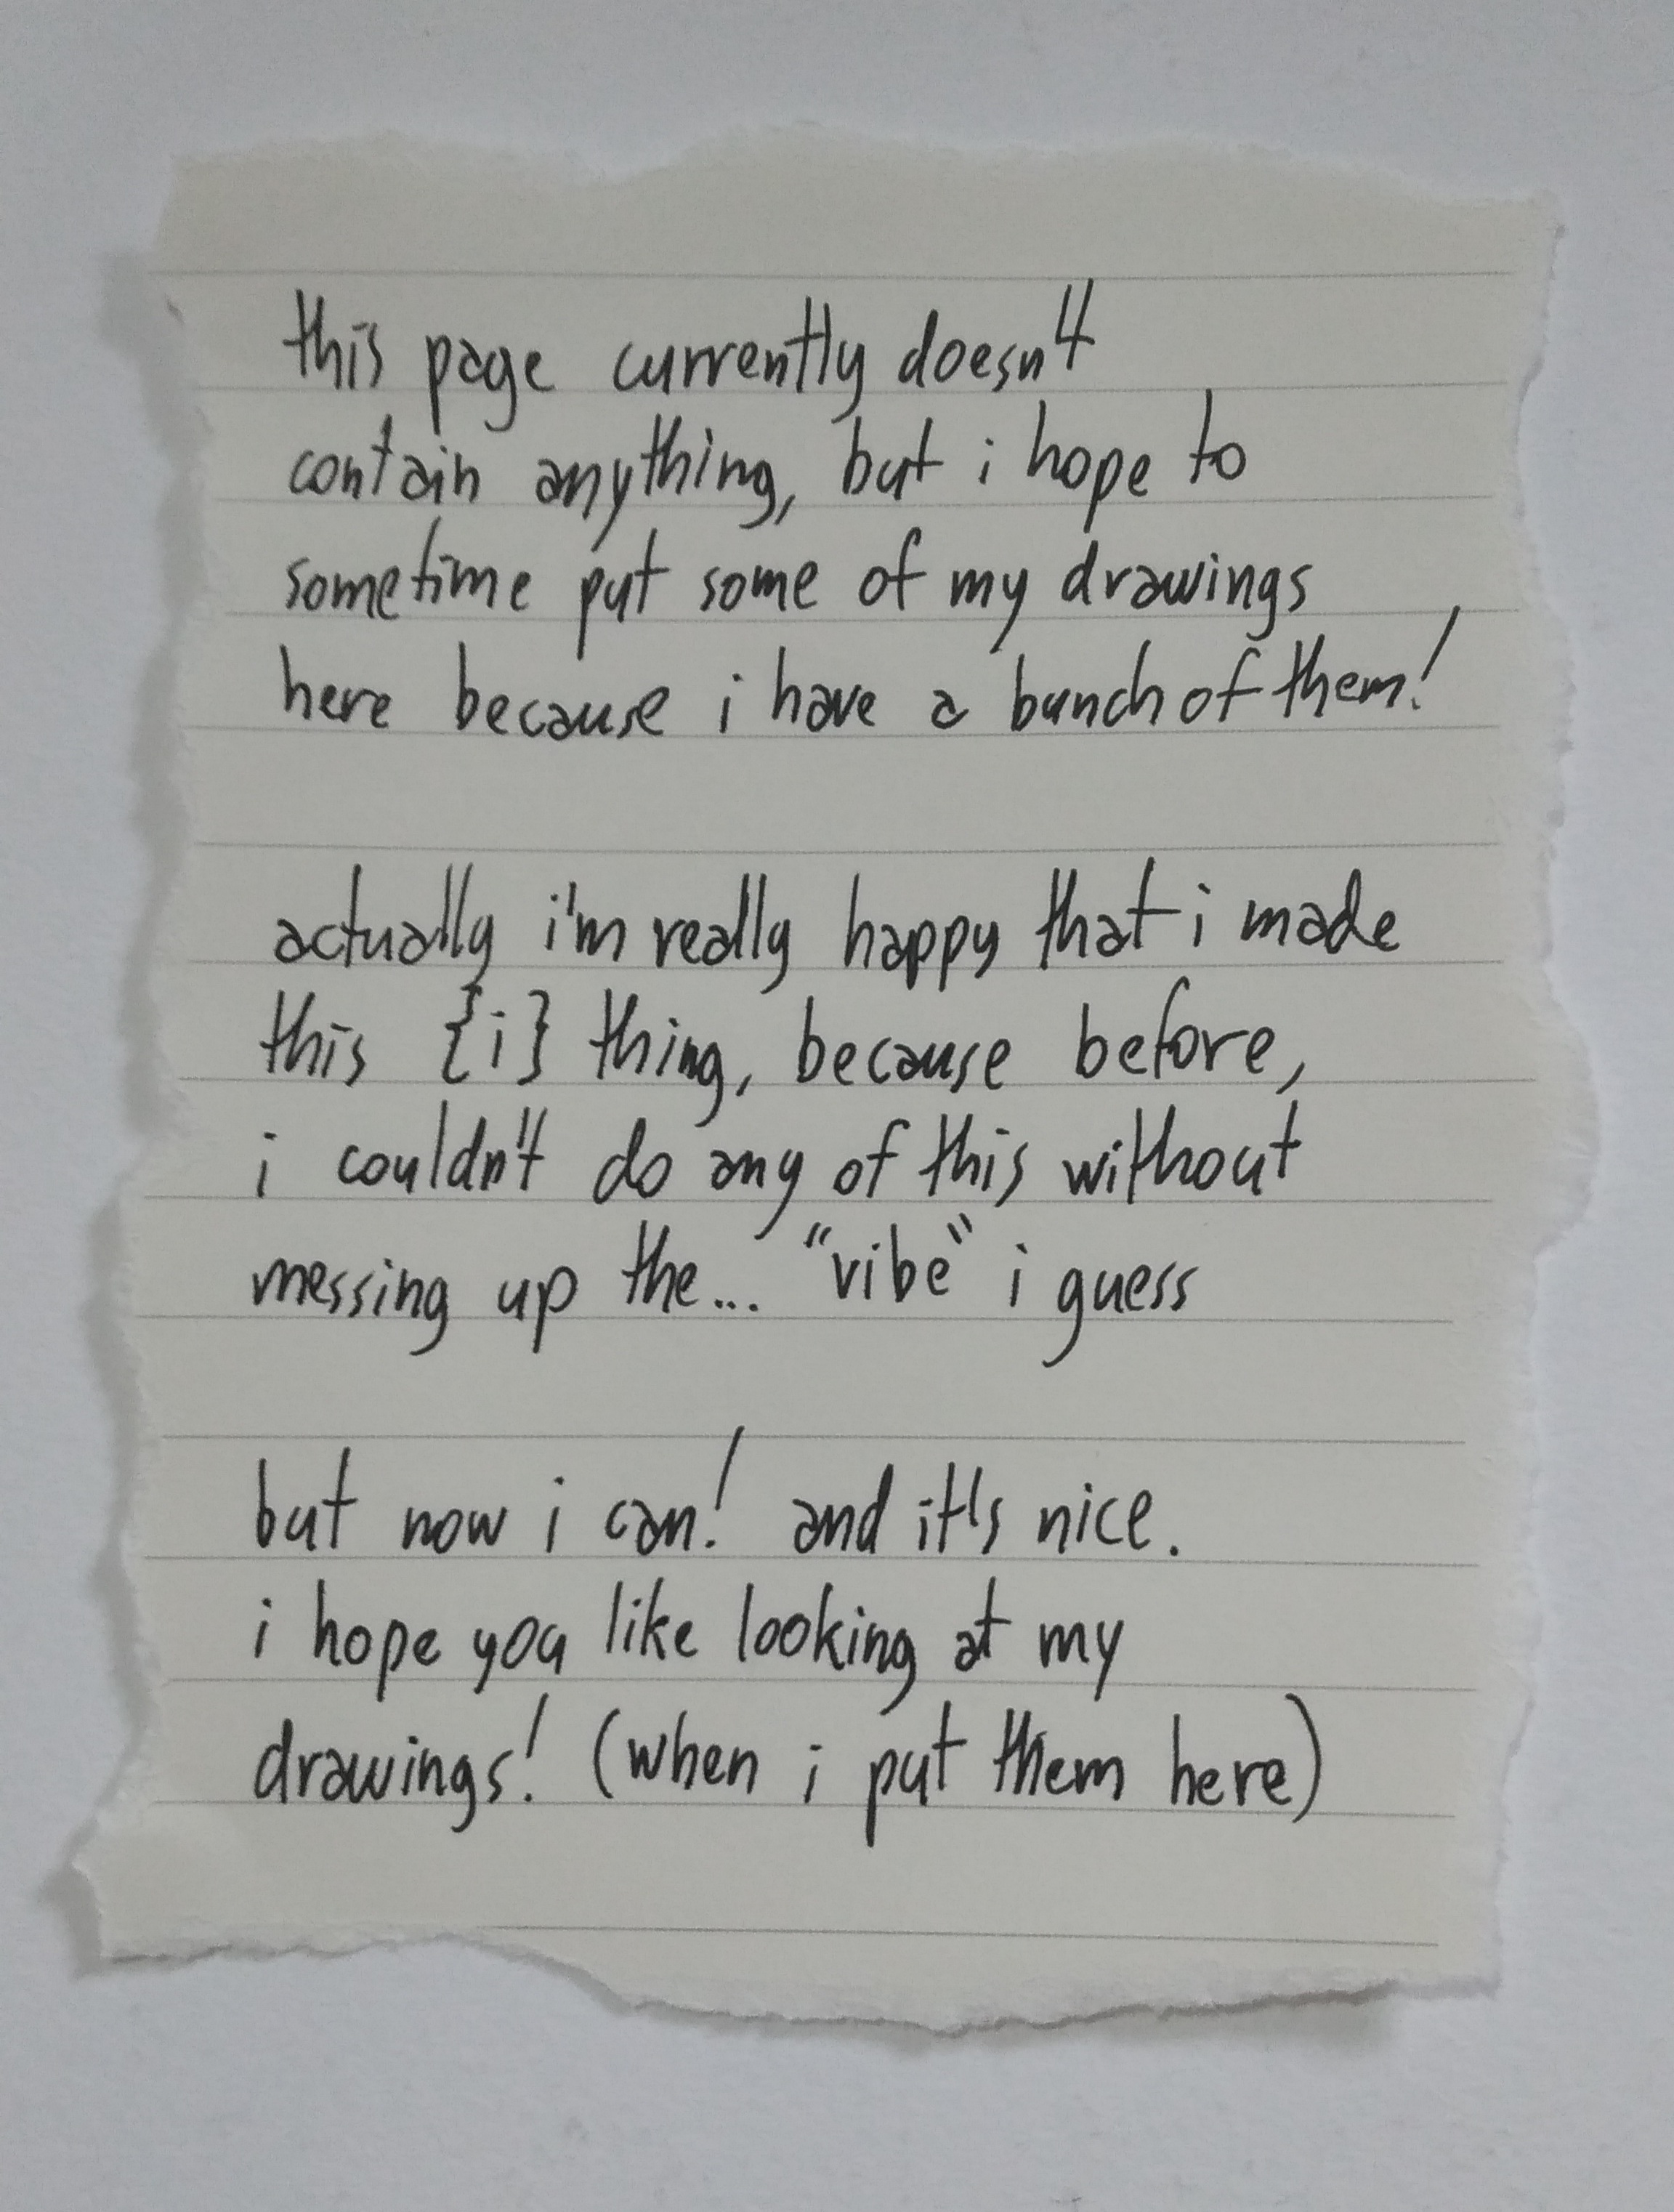 this page currently doesn't
contain anything, but i hope to
sometime put some of my drawings
here because i have a bunch of them!
actually i'm really happy that i made
this {i} thing, because before,
i couldn't do any of this without
messing up the... "vibe" i guess
but now i can! and it's nice.
i hope you like looking at my
drawings! (when i put them here)